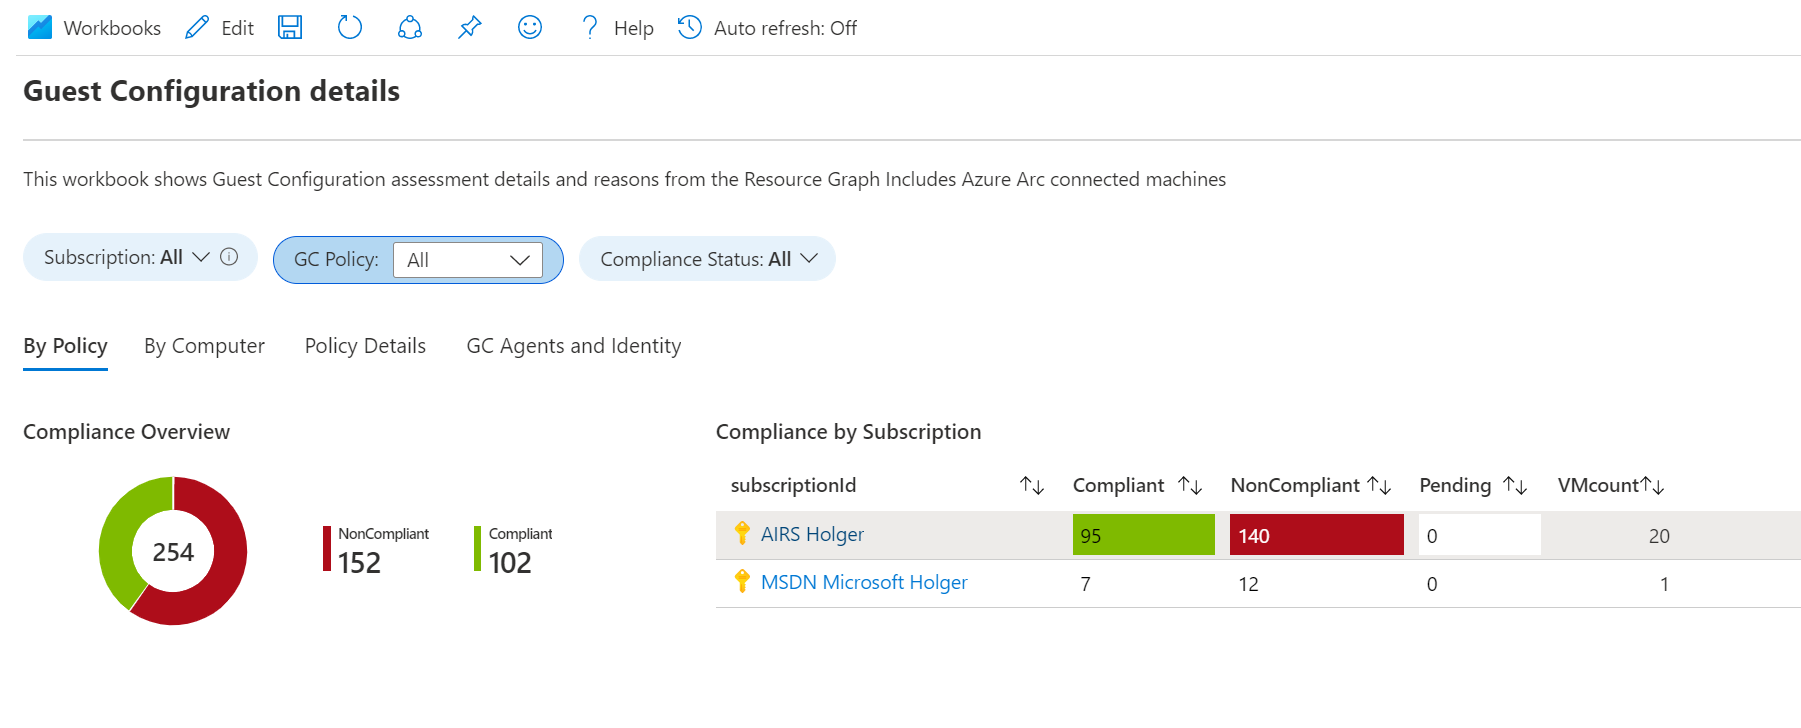 Workbooks Edit Help Auto refresh: Off
Guest Configuration details
This workbook shows Guest Configuration assessment details and reasons from the Resource Graph Includes Azure Arc connected machines
Subscription: All GC Policy: All Compliance Status: All
By Policy By Computer Policy Details GC Agents and Identity
Compliance Overview
254
NonCompliant
152
Compliant
102
Compliance by Subscription
subscriptionId Compliant NonCompliant Pending VMcount
AIRS Holger 95 140 0 20
MSDN Microsoft Holger 7 12 0 1